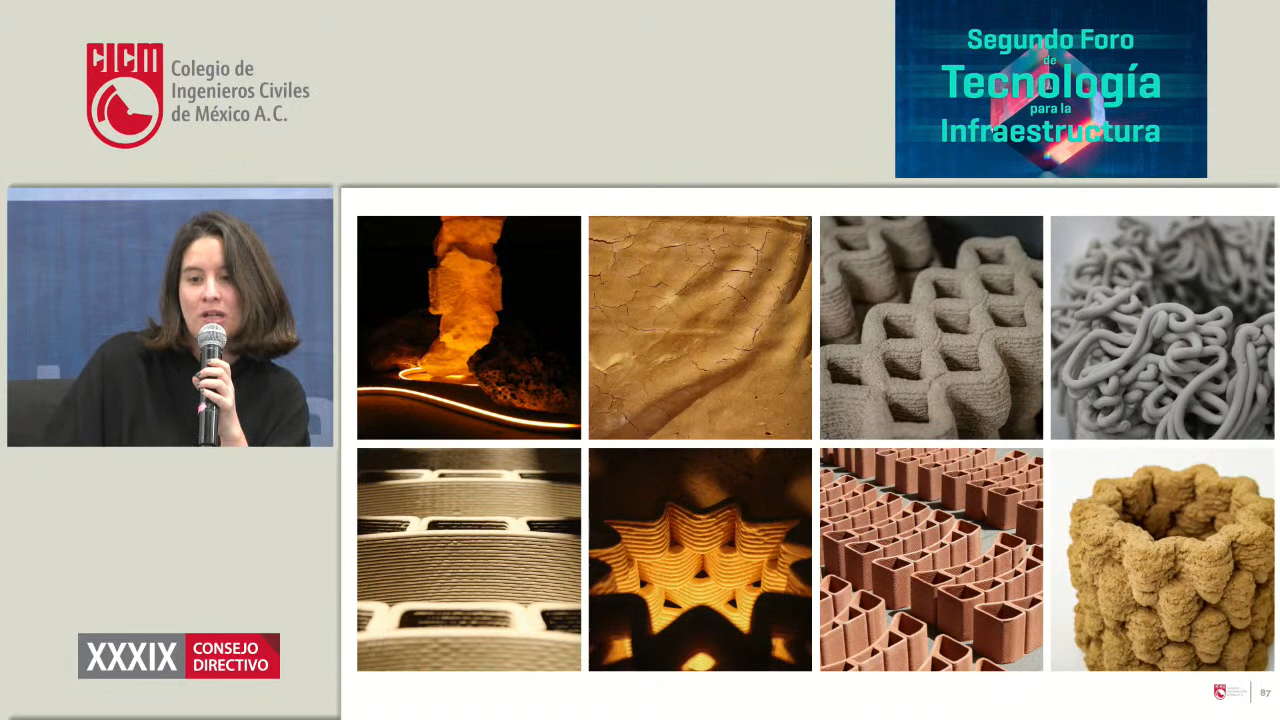 CICM
Colegio de
Ingenieros Civiles
de México A.C.
Segundo Foro
de
Tecnología
para la
Infraestructura
XXXIX
CONSEJO
DIRECTIVO
87